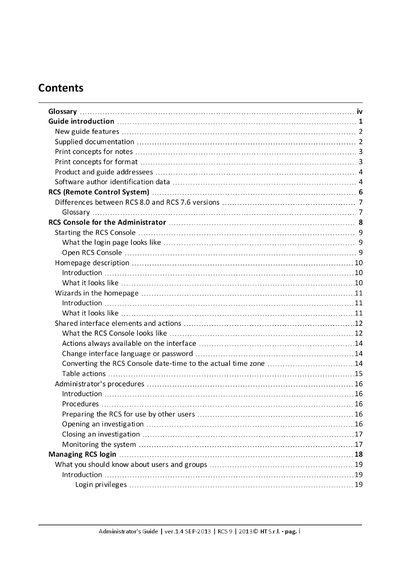 Contents
Glossary ........ iv
Guide introduction ........ 1
New guide features ........ 2
Supplied documentation ........ 2
Print concepts for notes ........ 3
Print concepts for format ........ 3
Product and guide addressees ........ 4
Software author identification data ........ 4
RCS (Remote Control System) ........ 6
Differences between RCS 8.0 and RCS 7.6 versions ........ 7
Glossary ........ 7
RCS Console for the Administrator ........ 8
Starting the RCS Console ........ 9
What the login page looks like ........ 9
Open RCS Console ........ 9
Homepage description ........ 10
Introduction ........ 10
What it looks like ........ 10
Wizards in the homepage ........ 11
Introduction ........ 11
What it looks like ........ 11
Shared interface elements and actions ........ 12
What the RCS Console looks like ........ 12
Actions always available on the interface ........ 14
Change interface language or password ........ 14
Converting the RCS Console date-time to the actual time zone ........ 14
Table actions ........ 15
Administrator's procedures ........ 16
Introduction ........ 16
Procedures ........ 16
Preparing the RCS for use by other users ........ 16
Opening an investigation ........ 16
Closing an investigation ........ 17
Monitoring the system ........ 17
Managing RCS login ........ 18
What you should know about users and groups ........ 19
Introduction ........ 19
Login privileges ........ 19
Administrator's Guide | ver.1.4 SEP-2013 | RCS 9 | 2013© HT S.r.l. - pag. i